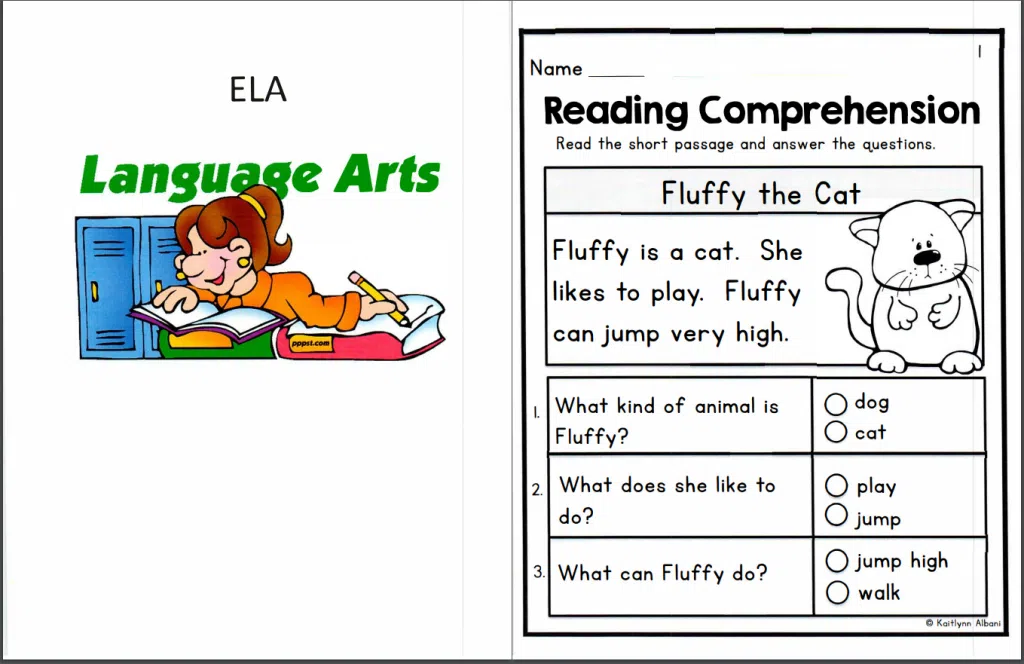 ELA
Language Arts
pppst.com
1
Name ______
Reading Comprehension
Read the short passage and answer the questions.
Fluffy the Cat
Fluffy is a cat. She
likes to play. Fluffy
can jump very high.
1. What kind of animal is
Fluffy?
dog
cat
2. What does she like to
do?
play
jump
3. What can Fluffy do?
jump high
walk
© Kaitlynn Albani